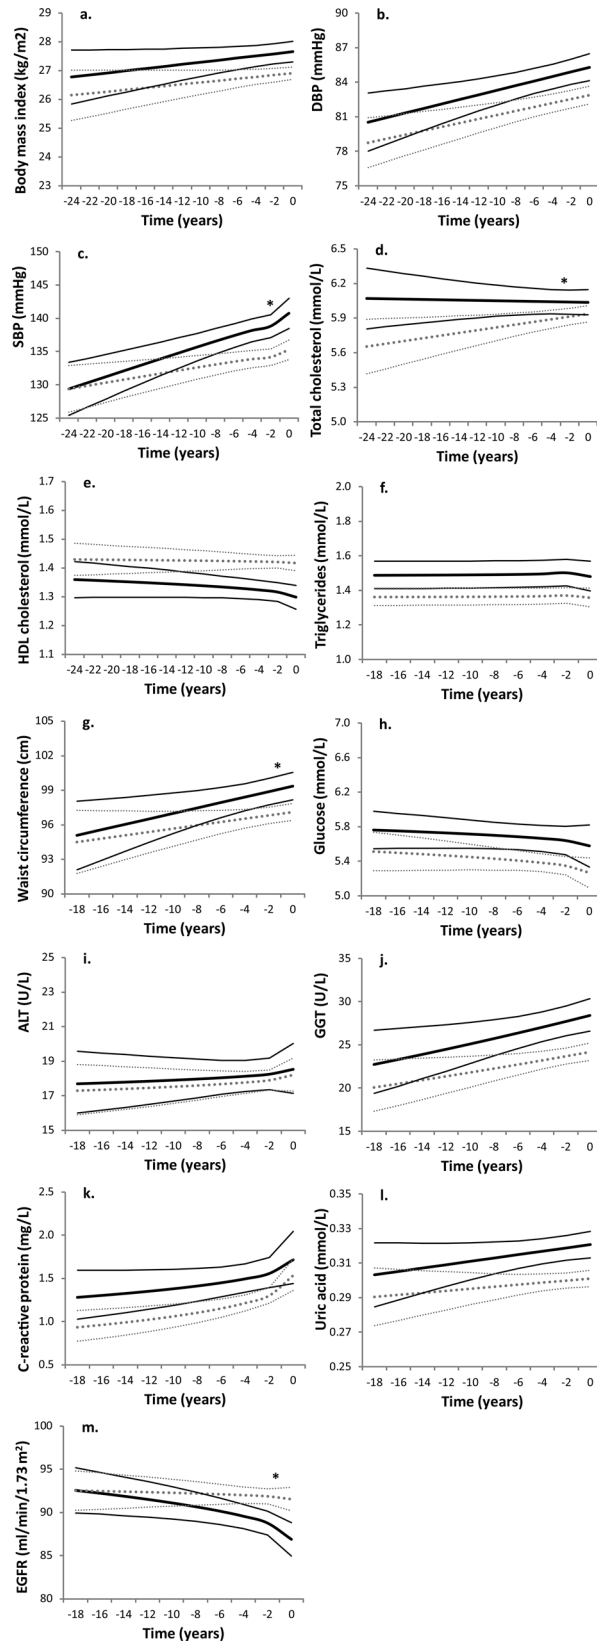 a.
Body mass index (kg/m2)
29
28
27
26
25
24
23
-24 -22 -20 -18 -16 -14 -12 -10 -8 -6 -4 -2 0
Time (years)
b.
DBP (mmHg)
90
87
84
81
78
75
-24 -22 -20 -18 -16 -14 -12 -10 -8 -6 -4 -2 0
Time (years)
c.
SBP (mmHg)
150
145
140
135
130
125
*
-24 -22 -20 -18 -16 -14 -12 -10 -8 -6 -4 -2 0
Time (years)
d.
Total cholesterol (mmol/L)
6.5
6.2
5.9
5.6
5.3
5.0
*
-24 -22 -20 -18 -16 -14 -12 -10 -8 -6 -4 -2 0
Time (years)
e.
HDL cholesterol (mmol/L)
1.7
1.6
1.5
1.4
1.3
1.2
1.1
-24 -22 -20 -18 -16 -14 -12 -10 -8 -6 -4 -2 0
Time (years)
f.
Triglycerides (mmol/L)
2.0
1.8
1.6
1.4
1.2
1.0
-18 -16 -14 -12 -10 -8 -6 -4 -2 0
Time (years)
g.
Waist circumference (cm)
105
102
99
96
93
90
*
-18 -16 -14 -12 -10 -8 -6 -4 -2 0
Time (years)
h.
Glucose (mmol/L)
7.0
6.6
6.2
5.8
5.4
5.0
-18 -16 -14 -12 -10 -8 -6 -4 -2 0
Time (years)
i.
ALT (U/L)
25
23
21
19
17
15
-18 -16 -14 -12 -10 -8 -6 -4 -2 0
Time (years)
j.
GGT (U/L)
35
30
25
20
15
-18 -16 -14 -12 -10 -8 -6 -4 -2 0
Time (years)
k.
C-reactive protein (mg/L)
2.5
2.0
1.5
1.0
0.5
-18 -16 -14 -12 -10 -8 -6 -4 -2 0
Time (years)
l.
Uric acid (mmol/L)
0.35
0.33
0.31
0.29
0.27
0.25
-18 -16 -14 -12 -10 -8 -6 -4 -2 0
Time (years)
m.
EGFR (ml/min/1.73 m²)
100
95
90
85
80
*
-18 -16 -14 -12 -10 -8 -6 -4 -2 0
Time (years)